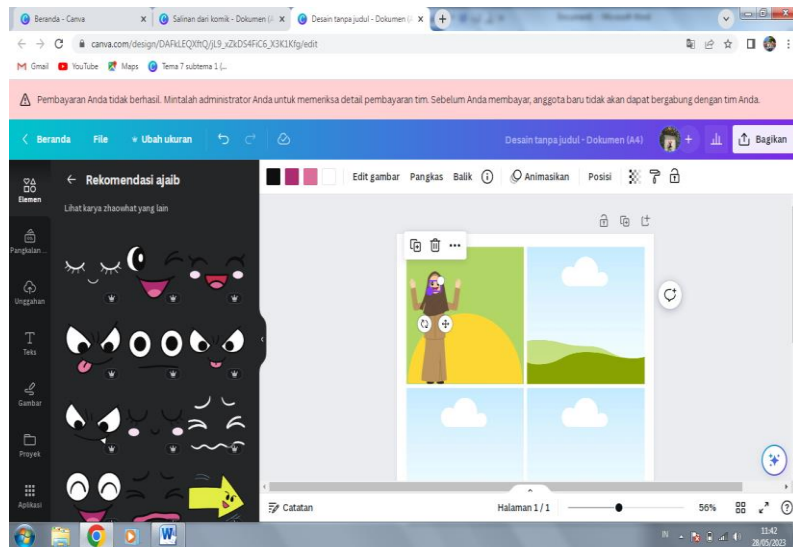 Beranda - Canva
Salinan dari komik - Dokumen (
Desain tanpa judul - Dokumen (
canva.com/design/DAFkLEQXftQ/jL9_xZkDS4FiC6_X3K1Kfg/edit
Gmail
YouTube
Maps
Tema 7 subtema 1 (...
Pembayaran Anda tidak berhasil. Mintalah administrator Anda untuk memeriksa detail pembayaran tim. Sebelum Anda membayar, anggota baru tidak akan dapat bergabung dengan tim Anda.
Beranda
File
Ubah ukuran
Desain tanpa judul - Dokumen (A4)
Bagikan
Elemen
Pangkalan...
Unggahan
Teks
Gambar
Proyek
Aplikasi
Rekomendasi ajaib
Lihat karya zhaowhat yang lain
Edit gambar
Pangkas
Balik
Animasikan
Posisi
Catatan
Halaman 1 / 1
56%
IN
11:42
28/05/2023